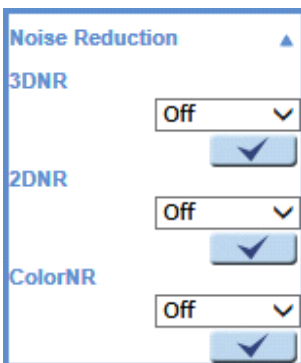 Noise Reduction
3DNR
Off
2DNR
Off
ColorNR
Off